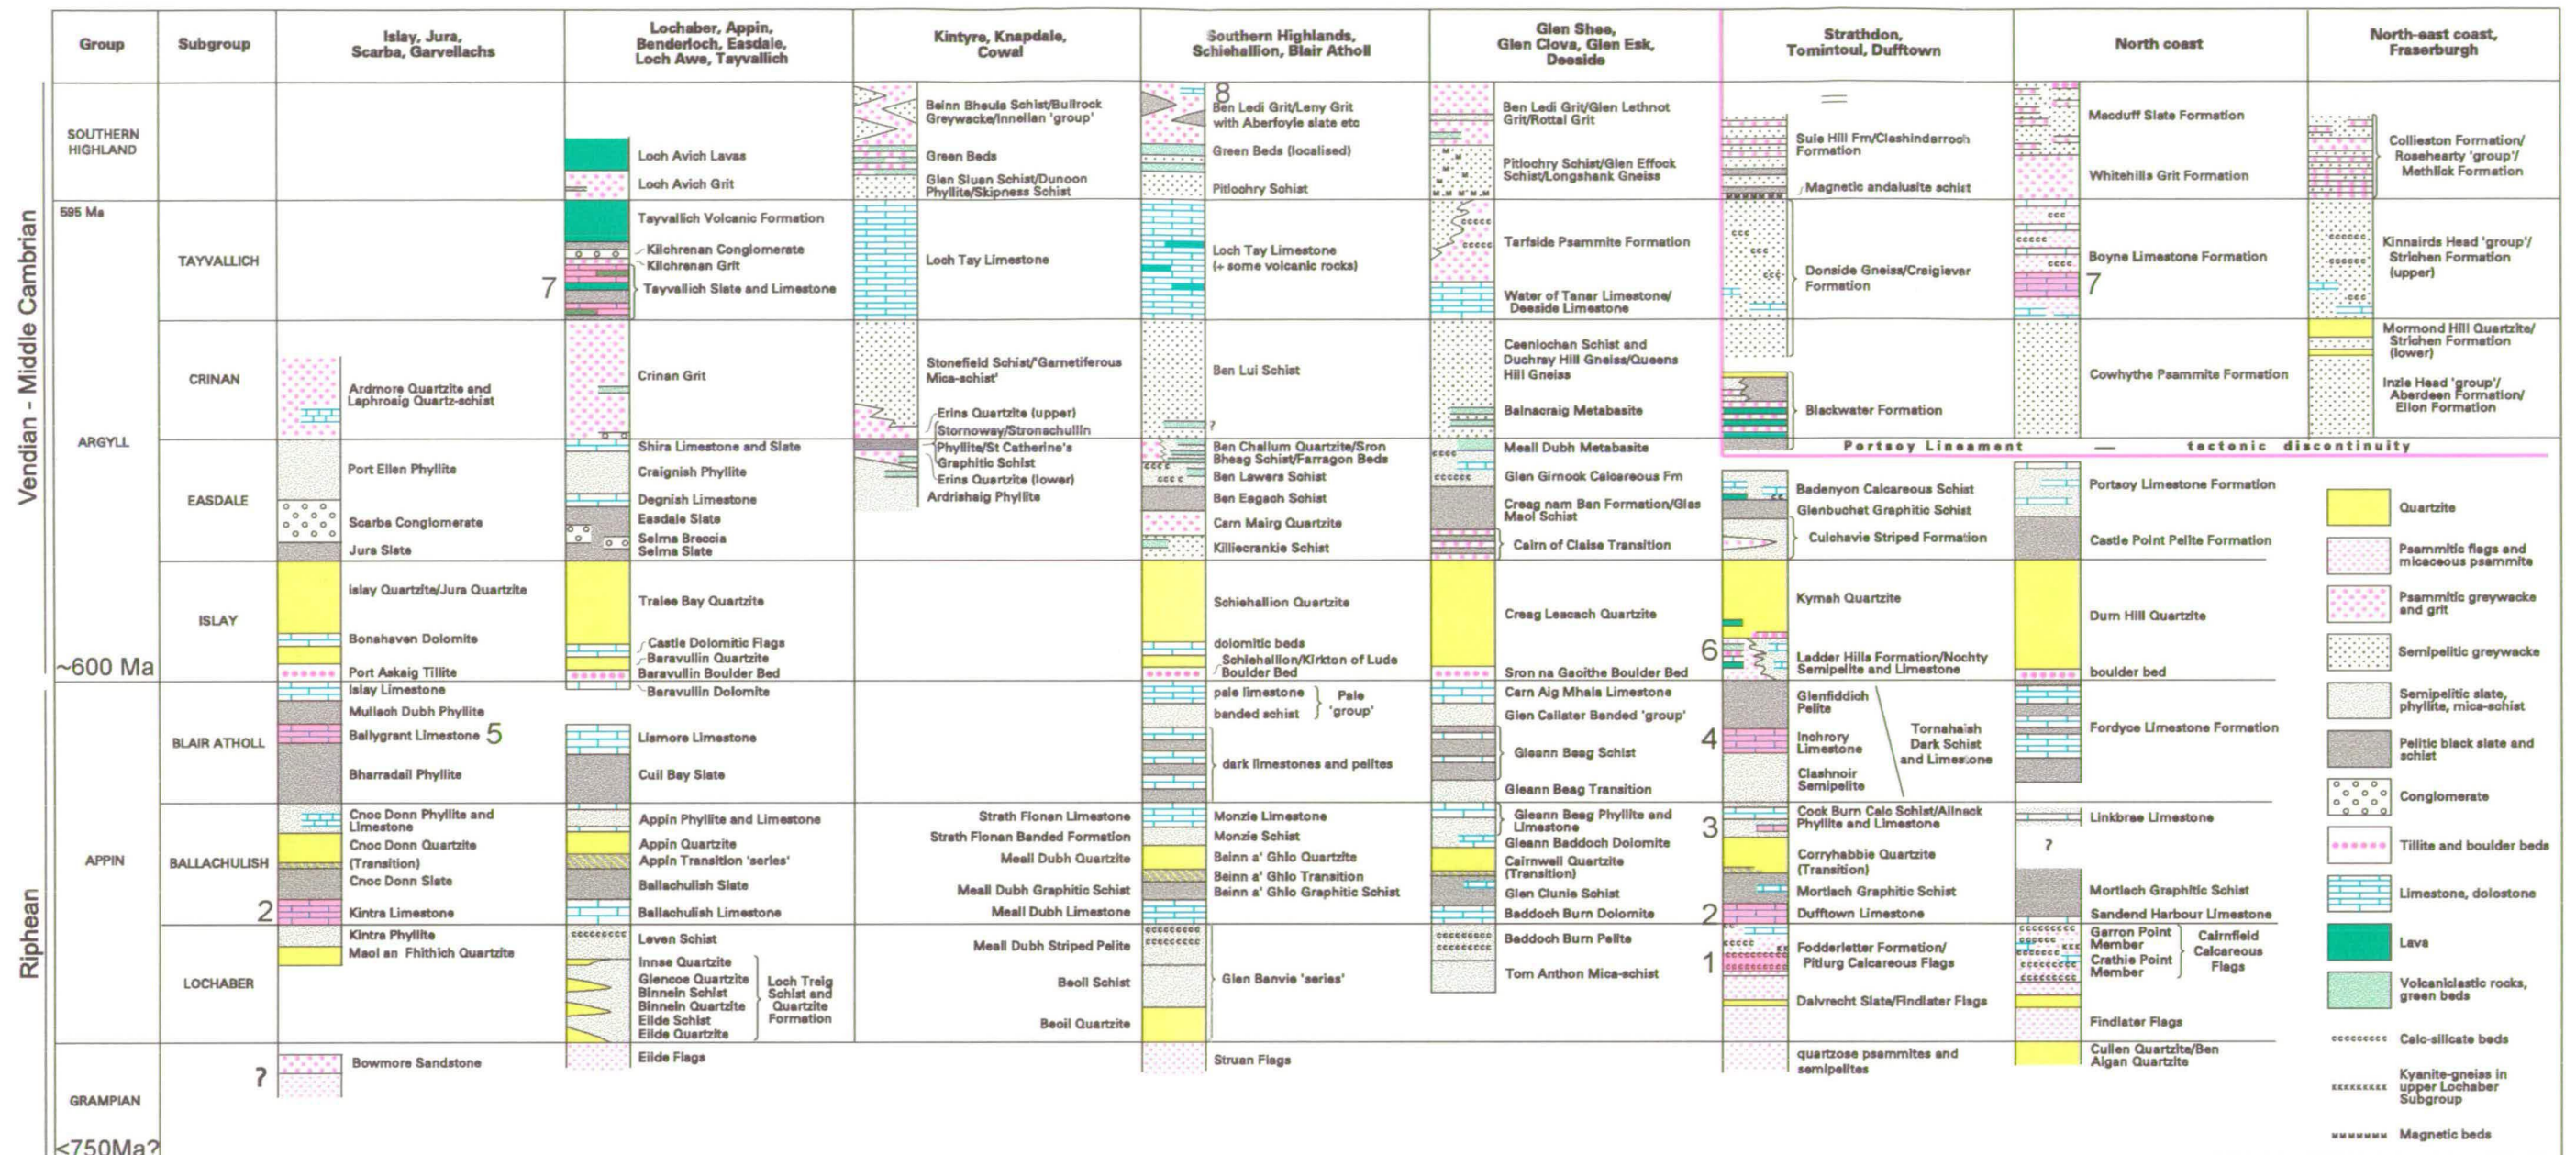 Group
Subgroup
Islay, Jura,
Scarba, Garvellachs
Lochaber, Appin,
Benderloch, Easdale,
Loch Awe, Tayvallich
Kintyre, Knapdale,
Cowal
Southern Highlands,
Schiehallion, Blair Atholl
Glen Shee,
Glen Clova, Glen Esk,
Deeside
Strathdon,
Tomintoul, Dufftown
North coast
North-east coast,
Fraserburgh
Vendian - Middle Cambrian
Riphean
SOUTHERN
HIGHLAND
595 Ma
ARGYLL
~600 Ma
APPIN
GRAMPIAN
<750Ma?
TAYVALLICH
CRINAN
EASDALE
ISLAY
BLAIR ATHOLL
BALLACHULISH
LOCHABER
Ardmore Quartzite and
Laphroaig Quartz-schist
Port Ellen Phyllite
Scarba Conglomerate
Jura Slate
Islay Quartzite/Jura Quartzite
Bonahaven Dolomite
Port Askaig Tillite
Islay Limestone
Mullach Dubh Phyllite
Ballygrant Limestone 5
Bharradail Phyllite
Cnoc Donn Phyllite and
Limestone
Cnoc Donn Quartzite
(Transition)
Cnoc Donn Slate
2
Kintra Limestone
Kintra Phyllite
Maol an Fhithich Quartzite
Bowmore Sandstone
?
Loch Avich Lavas
Loch Avich Grit
Tayvallich Volcanic Formation
Kilchrenan Conglomerate
Kilchrenan Grit
7
Tayvallich Slate and Limestone
Crinan Grit
Shira Limestone and Slate
Craignish Phyllite
Degnish Limestone
Easdale Slate
Selma Breccia
Selma Slate
Tralee Bay Quartzite
Castle Dolomitic Flags
Baravullin Quartzite
Baravullin Boulder Bed
Baravullin Dolomite
Lismore Limestone
Cuil Bay Slate
Appin Phyllite and Limestone
Appin Quartzite
Appin Transition 'series'
Ballachulish Slate
Ballachulish Limestone
Leven Schist
Innse Quartzite
Glencoe Quartzite
Binnein Schist
Binnein Quartzite
Eilde Schist
Eilde Quartzite
Loch Treig
Schist and
Quartzite
Formation
Eilde Flags
Beinn Bheula Schist/Bullrock
Greywacke/Innellan 'group'
Green Beds
Glen Sluan Schist/Dunoon
Phyllite/Skipness Schist
Loch Tay Limestone
Stonefield Schist/'Garnetiferous
Mica-schist'
Erins Quartzite (upper)
Stornoway/Stronachullin
Phyllite/St Catherine's
Graphitic Schist
Erins Quartzite (lower)
Ardrishaig Phyllite
Strath Fionan Limestone
Strath Fionan Banded Formation
Meall Dubh Quartzite
Meall Dubh Graphitic Schist
Meall Dubh Limestone
Meall Dubh Striped Pelite
Beoil Schist
Beoil Quartzite
8
Ben Ledi Grit/Leny Grit
with Aberfoyle slate etc
Green Beds (localised)
Pitlochry Schist
Loch Tay Limestone
(+ some volcanic rocks)
Ben Lui Schist
?
Ben Challum Quartzite/Sron
Bheag Schist/Farragon Beds
Ben Lawers Schist
Ben Eagach Schist
Carn Mairg Quartzite
Killiecrankie Schist
Schiehallion Quartzite
dolomitic beds
Schiehallion/Kirkton of Lude
Boulder Bed
pale limestone
banded schist
Pale
'group'
dark limestones and pelites
Monzie Limestone
Monzie Schist
Beinn a' Ghlo Quartzite
Beinn a' Ghlo Transition
Beinn a' Ghlo Graphitic Schist
Glen Banvie 'series'
Struan Flags
Ben Ledi Grit/Glen Lethnot
Grit/Rottal Grit
Pitlochry Schist/Glen Effock
Schist/Longshank Gneiss
Tarfside Psammite Formation
Water of Tanar Limestone/
Deeside Limestone
Caenlochan Schist and
Duchray Hill Gneiss/Queens
Hill Gneiss
Balnacraig Metabasite
Meall Dubh Metabasite
Glen Girnock Calcareous Fm
Creag nam Ban Formation/Glas
Maol Schist
Cairn of Claise Transition
Creag Leacach Quartzite
Sron na Gaoithe Boulder Bed
Carn Aig Mhala Limestone
Glen Callater Banded 'group'
Gleann Beag Schist
Gleann Beag Transition
Gleann Beag Phyllite and
Limestone
Gleann Baddoch Dolomite
Cairnwell Quartzite
(Transition)
Glen Clunie Schist
Baddoch Burn Dolomite
Baddoch Burn Pelite
Tom Anthon Mica-schist
Suie Hill Fm/Clashindarroch
Formation
Magnetic andalusite schist
Donside Gneiss/Craigievar
Formation
Blackwater Formation
Portsoy Lineament — tectonic discontinuity
Badenyon Calcareous Schist
Glenbuchat Graphitic Schist
Culchavie Striped Formation
Kymah Quartzite
6
Ladder Hills Formation/Nochty
Semipelite and Limestone
Glenfiddich
Pelite
4
Inchrory
Limestone
Clashnoir
Semipelite
Tornahaish
Dark Schist
and Limestone
3
Cock Burn Calc Schist/Ailnack
Phyllite and Limestone
Corryhabbie Quartzite
(Transition)
Mortlach Graphitic Schist
2
Dufftown Limestone
1
Fodderletter Formation/
Pitlurg Calcareous Flags
Dalvrecht Slate/Findlater Flags
quartzose psammites and
semipelites
Macduff Slate Formation
Whitehills Grit Formation
Boyne Limestone Formation
7
Cowhythe Psammite Formation
Portsoy Limestone Formation
Castle Point Pelite Formation
Durn Hill Quartzite
boulder bed
Fordyce Limestone Formation
Linkbrae Limestone
?
Mortlach Graphitic Schist
Sandend Harbour Limestone
Garron Point
Member
Crathie Point
Member
Cairnfield
Calcareous
Flags
Findlater Flags
Cullen Quartzite/Ben
Aigan Quartzite
Collieston Formation/
Rosehearty 'group'/
Methlick Formation
Kinnairds Head 'group'/
Strichen Formation
(upper)
Mormond Hill Quartzite/
Strichen Formation
(lower)
Inzie Head 'group'/
Aberdeen Formation/
Ellon Formation
Quartzite
Psammitic flags and
micaceous psammite
Psammitic greywacke
and grit
Semipelitic greywacke
Semipelitic slate,
phyllite, mica-schist
Pelitic black slate and
schist
Conglomerate
Tillite and boulder beds
Limestone, dolostone
Lava
Volcaniclastic rocks,
green beds
Calc-silicate beds
Kyanite-gneiss in
upper Lochaber
Subgroup
Magnetic beds